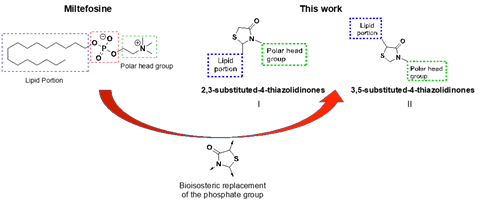 Miltefosine
This work
Lipid Portion
Polar head group
O
O
P
O
O
N
O
S
N
Lipid
portion
Polar head
group
2,3-substituted-4-thiazolidinones
I
Lipid
portion
O
S
N
Polar head
group
3,5-substituted-4-thiazolidinones
II
O
S
N
Bioisosteric replacement
of the phosphate group